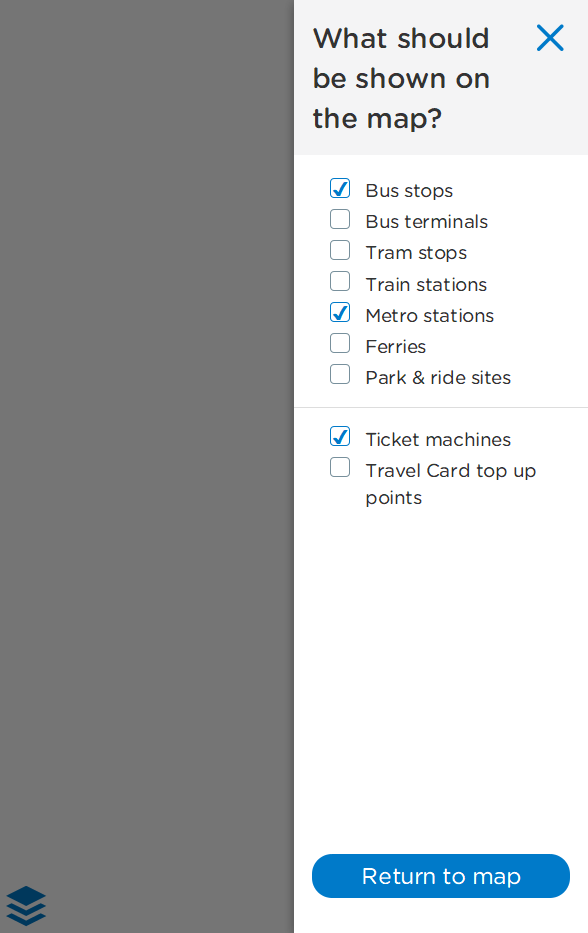 What should
be shown on
the map?
Bus stops
Bus terminals
Tram stops
Train stations
Metro stations
Ferries
Park & ride sites
Ticket machines
Travel Card top up
points
Return to map